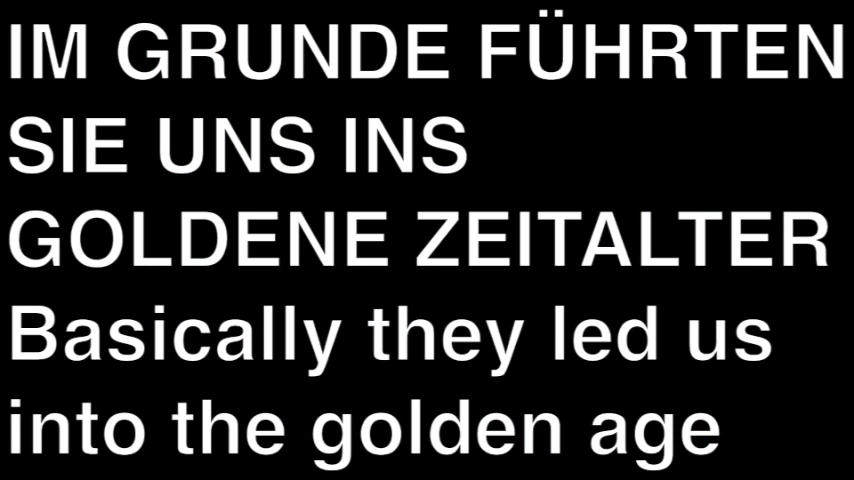 IM GRUNDE FÜHRTEN
SIE UNS INS
GOLDENE ZEITALTER
Basically they led us
into the golden age